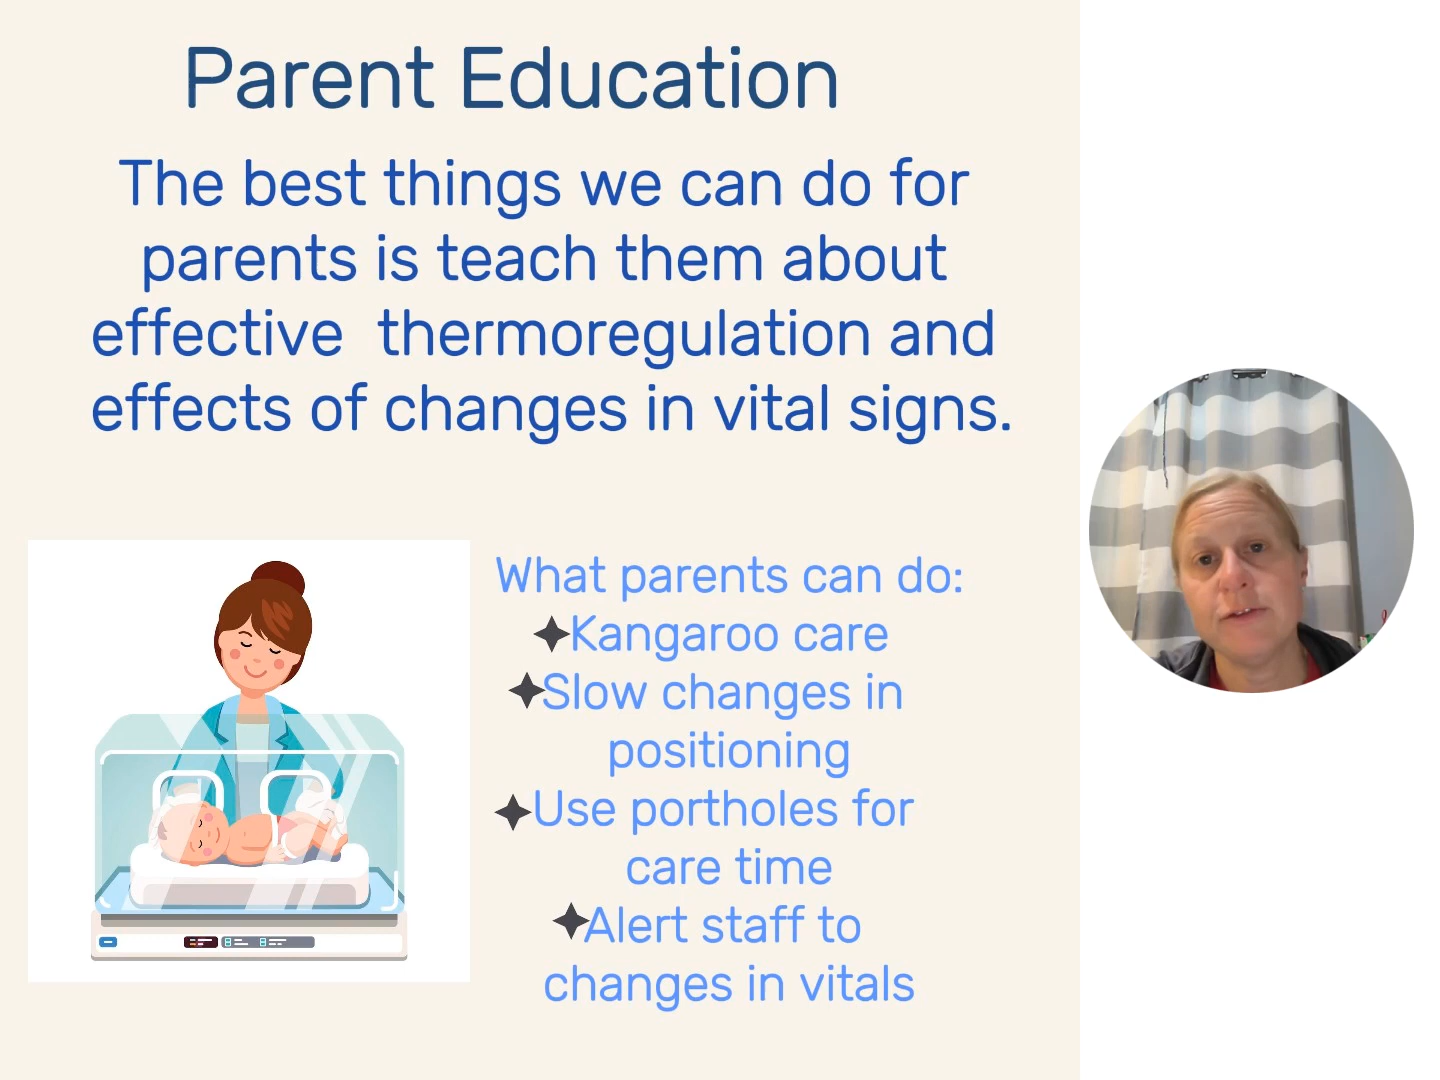 Parent Education
The best things we can do for
parents is teach them about
effective  thermoregulation and
effects of changes in vital signs.
What parents can do:
Kangaroo care
Slow changes in
positioning
Use portholes for
care time
Alert staff to
changes in vitals